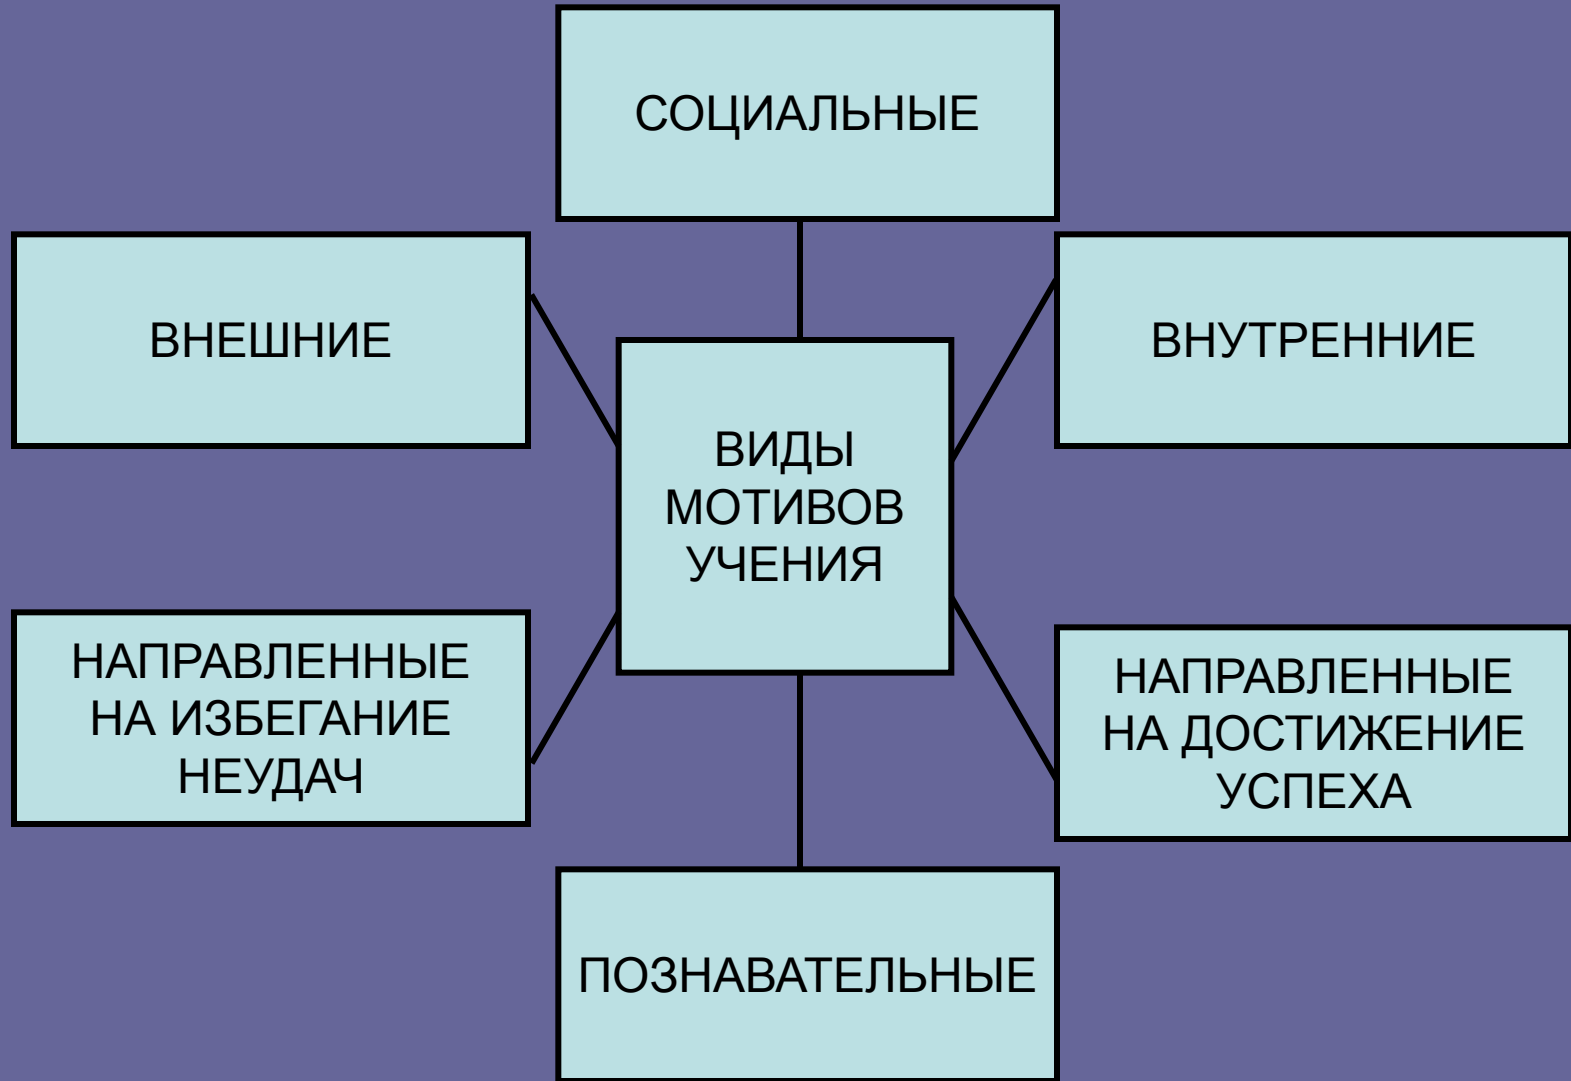 СОЦИАЛЬНЫЕ
ВНЕШНИЕ
ВНУТРЕННИЕ
ВИДЫ
МОТИВОВ
УЧЕНИЯ
НАПРАВЛЕННЫЕ
НА ИЗБЕГАНИЕ
НЕУДАЧ
НАПРАВЛЕННЫЕ
НА ДОСТИЖЕНИЕ
УСПЕХА
ПОЗНАВАТЕЛЬНЫЕ